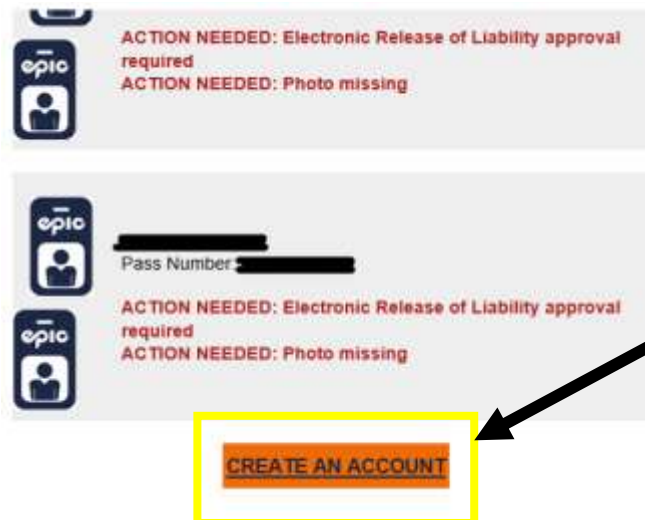 epic
ACTION NEEDED: Electronic Release of Liability approval
required
ACTION NEEDED: Photo missing
epic
Pass Number
epic
ACTION NEEDED: Electronic Release of Liability approval
required
ACTION NEEDED: Photo missing
CREATE AN ACCOUNT